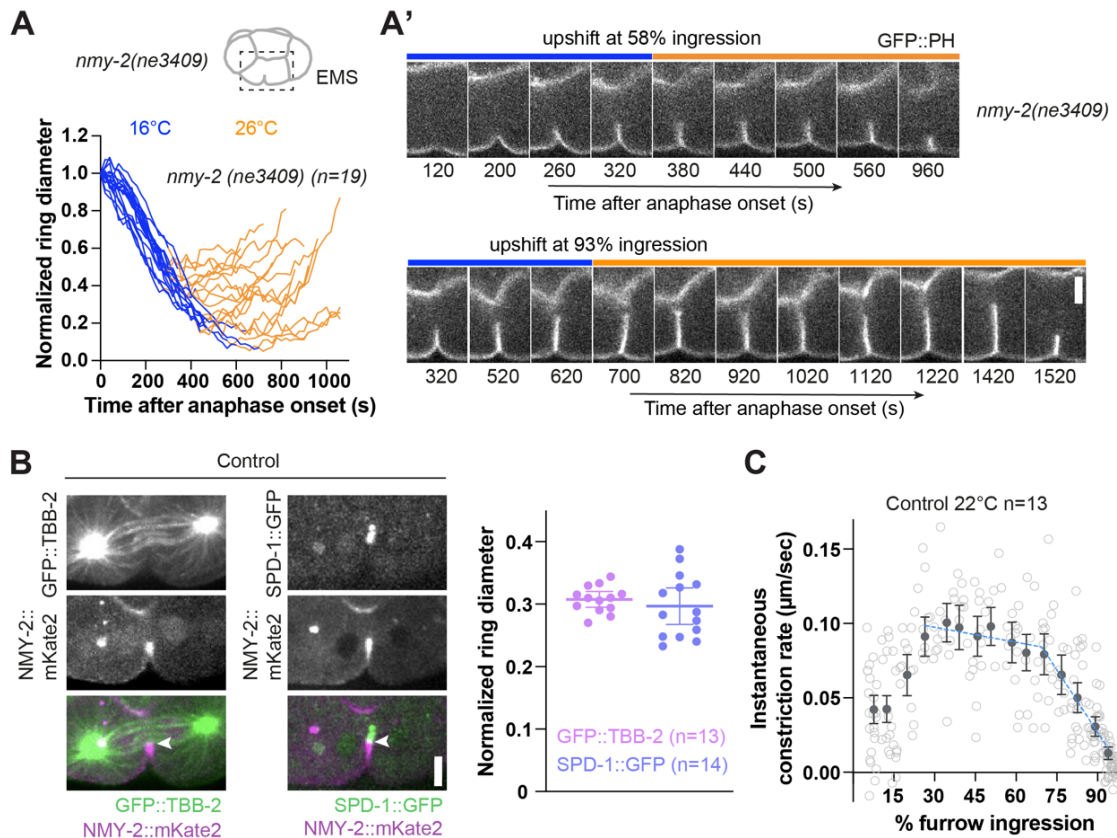 A
nmy-2(ne3409)
EMS
16°C
26°C
nmy-2 (ne3409) (n=19)
Normalized ring diameter
1.2
1.0
0.8
0.6
0.4
0.2
0.0
0 200 400 600 800 1000
Time after anaphase onset (s)
A'
upshift at 58% ingression
GFP::PH
nmy-2(ne3409)
120 200 260 320 380 440 500 560 960
Time after anaphase onset (s)
upshift at 93% ingression
320 520 620 700 820 920 1020 1120 1220 1420 1520
Time after anaphase onset (s)
B
Control
GFP::TBB-2
NMY-2::
mKate2
GFP::TBB-2
NMY-2::mKate2
SPD-1::GFP
NMY-2::
mKate2
SPD-1::GFP
NMY-2::mKate2
Normalized ring diameter
0.4
0.3
0.2
0.1
0
GFP::TBB-2 (n=13)
SPD-1::GFP (n=14)
C
Control 22°C n=13
Instantaneous
constriction rate (µm/sec)
0.15
0.10
0.05
0.00
15 30 45 60 75 90
% furrow ingression